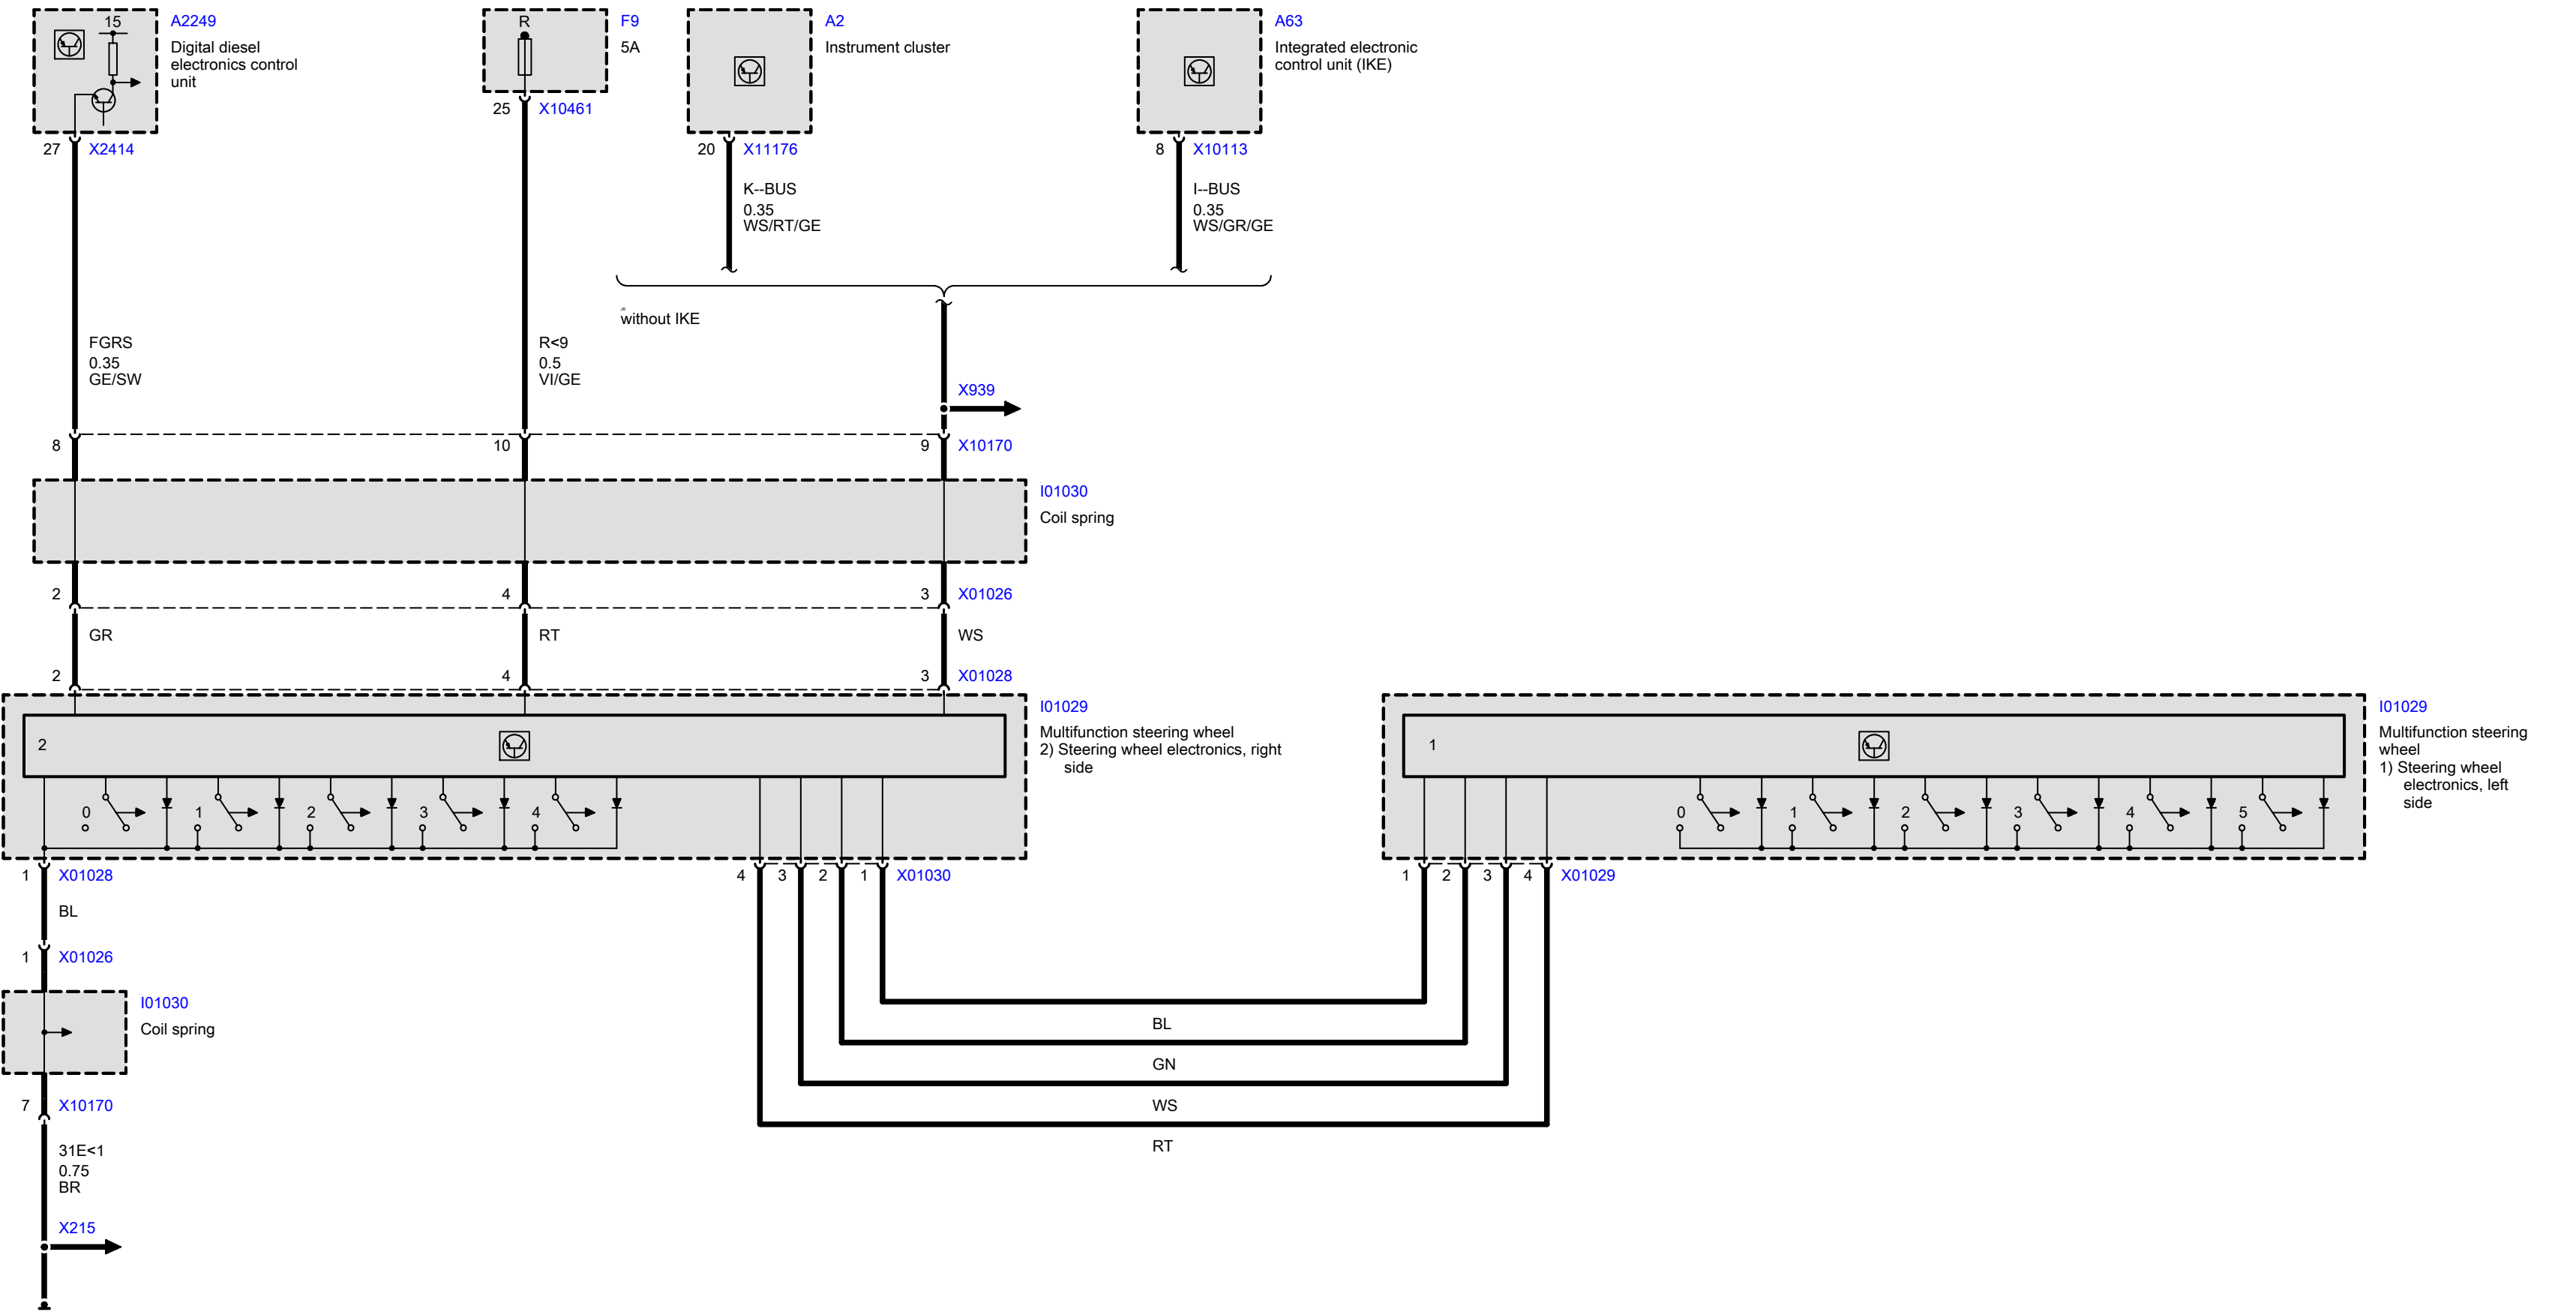 15
A2249
Digital diesel
electronics control
unit
27
X2414
R
F9
5A
25
X10461
A2
Instrument cluster
20
X11176
K--BUS
0.35
WS/RT/GE
A63
Integrated electronic
control unit (IKE)
8
X10113
I--BUS
0.35
WS/GR/GE
without IKE
FGRS
0.35
GE/SW
R<9
0.5
VI/GE
X939
8
10
9
X10170
I01030
Coil spring
2
4
3
X01026
GR
RT
WS
2
4
3
X01028
I01029
Multifunction steering wheel
2) Steering wheel electronics, right
side
2
0
1
2
3
4
I01029
Multifunction steering
wheel
1) Steering wheel
electronics, left
side
1
0
1
2
3
4
5
1
X01028
4
3
2
1
X01030
1
2
3
4
X01029
BL
1
X01026
I01030
Coil spring
7
X10170
31E<1
0.75
BR
X215
BL
GN
WS
RT